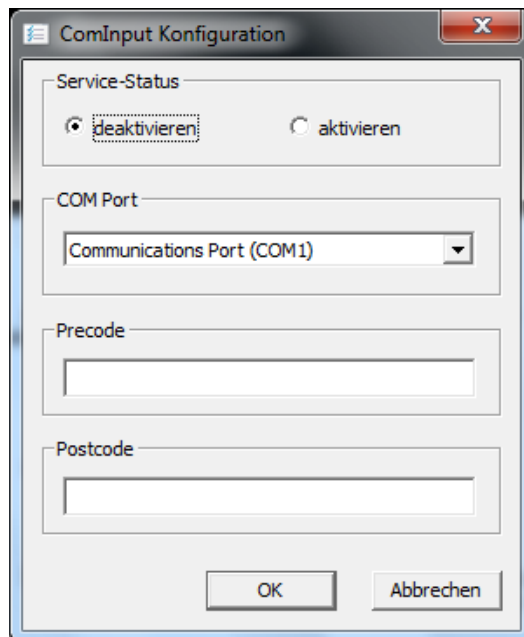 ComInput Konfiguration
Service-Status
deaktivieren aktivieren
COM Port
Communications Port (COM1)
Precode
Postcode
OK Abbrechen